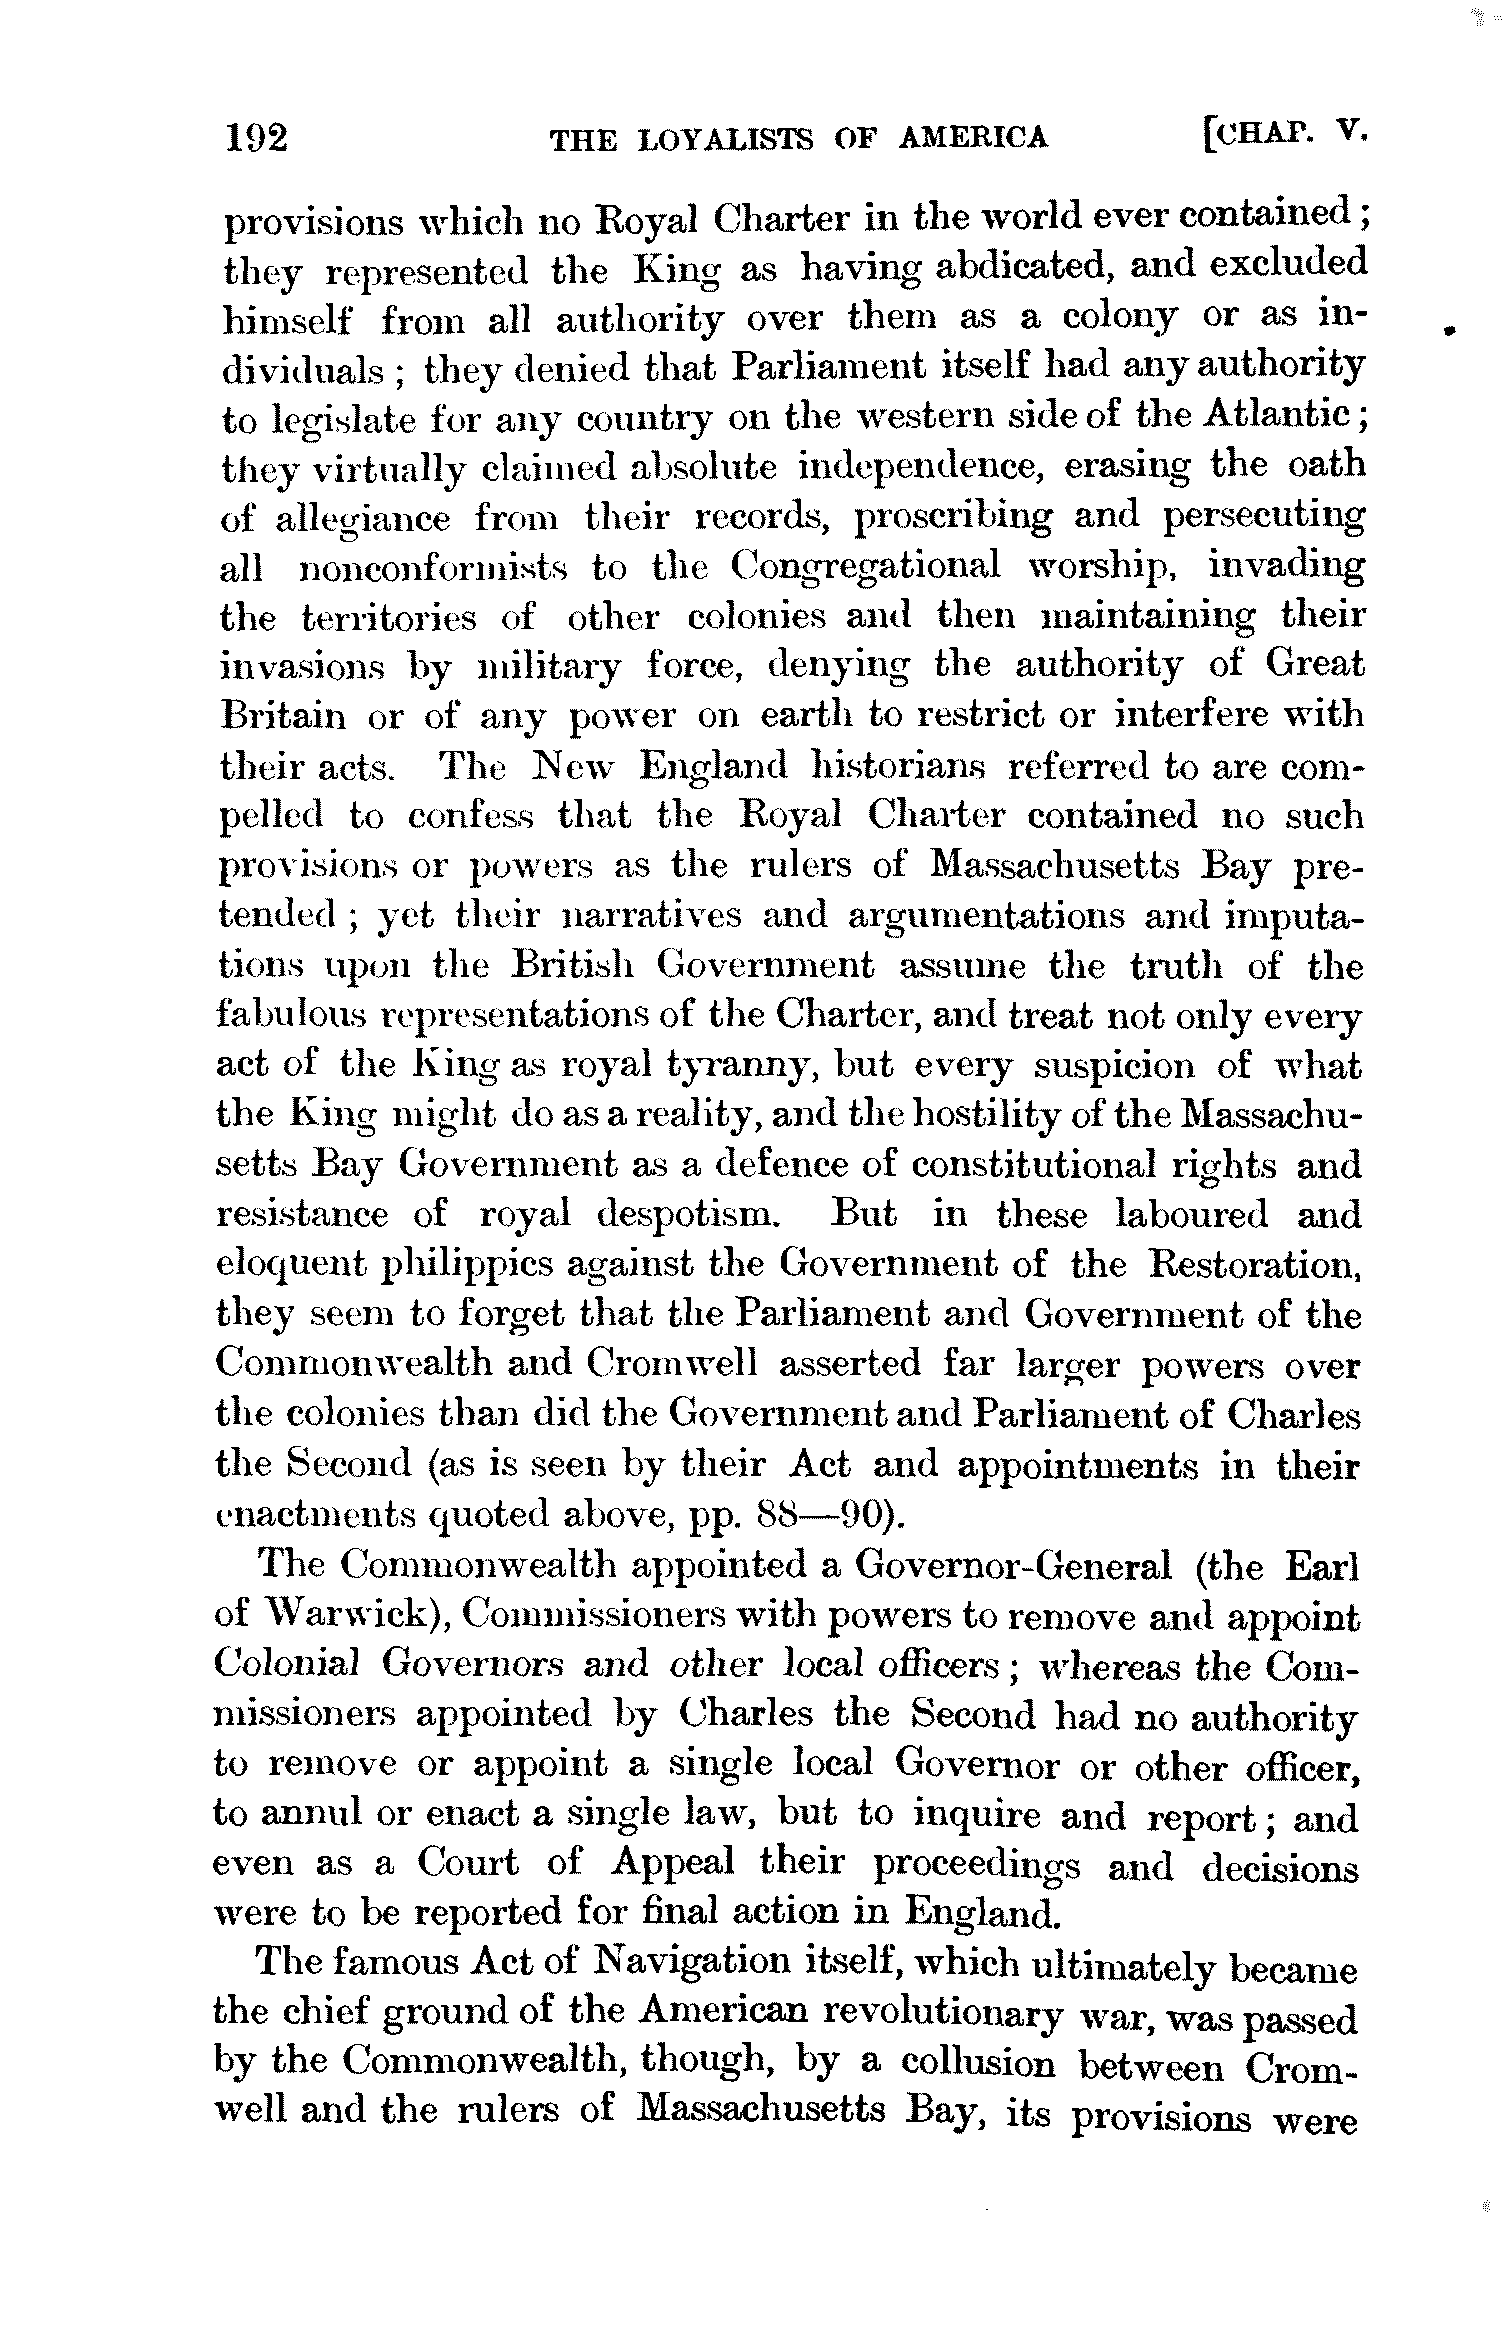 192 THE LOYALISTS OF AMERICA [CHAP. V.
provisions which no Royal Charter in the world ever contained;
they represented the King as having abdicated, and excluded
himself from all authority over them as a colony or as in-
dividuals; they denied that Parliament itself had any authority
to legislate for any country on the western side of the Atlantic;
they virtually claimed absolute independence, erasing the oath
of allegiance from their records, proscribing and persecuting
all nonconformists to the Congregational worship, invading
the territories of other colonies and then maintaining their
invasions by military force, denying the authority of Great
Britain or of any power on earth to restrict or interfere with
their acts. The New England historians referred to are com-
pelled to confess that the Royal Charter contained no such
provisions or powers as the rulers of Massachusetts Bay pre-
tended; yet their narratives and argumentations and imputa-
tions upon the British Government assume the truth of the
fabulous representations of the Charter, and treat not only every
act of the King as royal tyranny, but every suspicion of what
the King might do as a reality, and the hostility of the Massachu-
setts Bay Government as a defence of constitutional rights and
resistance of royal despotism. But in these laboured and
eloquent philippics against the Government of the Restoration,
they seem to forget that the Parliament and Government of the
Commonwealth and Cromwell asserted far larger powers over
the colonies than did the Government and Parliament of Charles
the Second (as is seen by their Act and appointments in their
enactments quoted above, pp. 88—90).
The Commonwealth appointed a Governor-General (the Earl
of Warwick), Commissioners with powers to remove and appoint
Colonial Governors and other local officers; whereas the Com-
missioners appointed by Charles the Second had no authority
to remove or appoint a single local Governor or other officer,
to annul or enact a single law, but to inquire and report; and
even as a Court of Appeal their proceedings and decisions
were to be reported for final action in England.
The famous Act of Navigation itself, which ultimately became
the chief ground of the American revolutionary war, was passed
by the Commonwealth, though, by a collusion between Crom-
well and the rulers of Massachusetts Bay, its provisions were